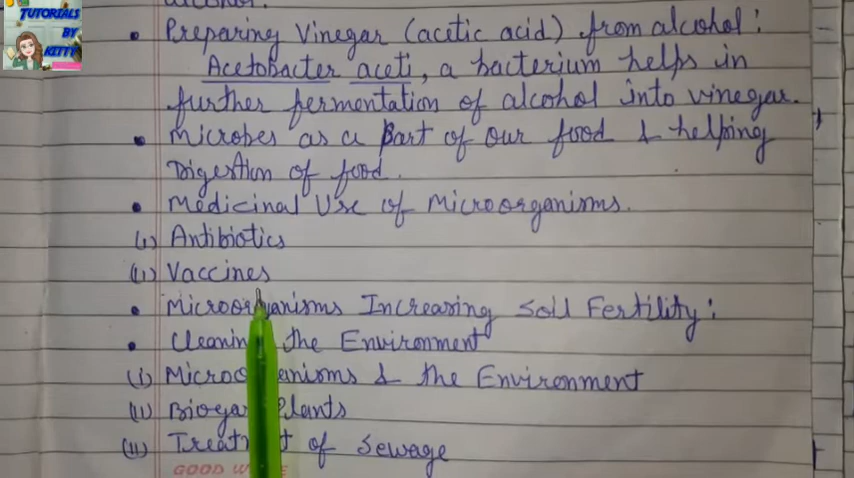 TUTORIALS
BY
KITTY
alcohol.
• Preparing Vinegar (acetic acid) from alcohol:
Acetobacter aceti, a bacterium helps in
further fermentation of alcohol into vinegar.
• Microbes as a Part of our food & helping
Digestion of food.
• Medicinal Use of Microorganisms.
(i) Antibiotics
(ii) Vaccines
• Microorganisms Increasing Soil Fertility:
• Cleaning the Environment
(i) Microorganisms & the Environment
(ii) Biogas Plants
(iii) Treatment of Sewage
GOOD